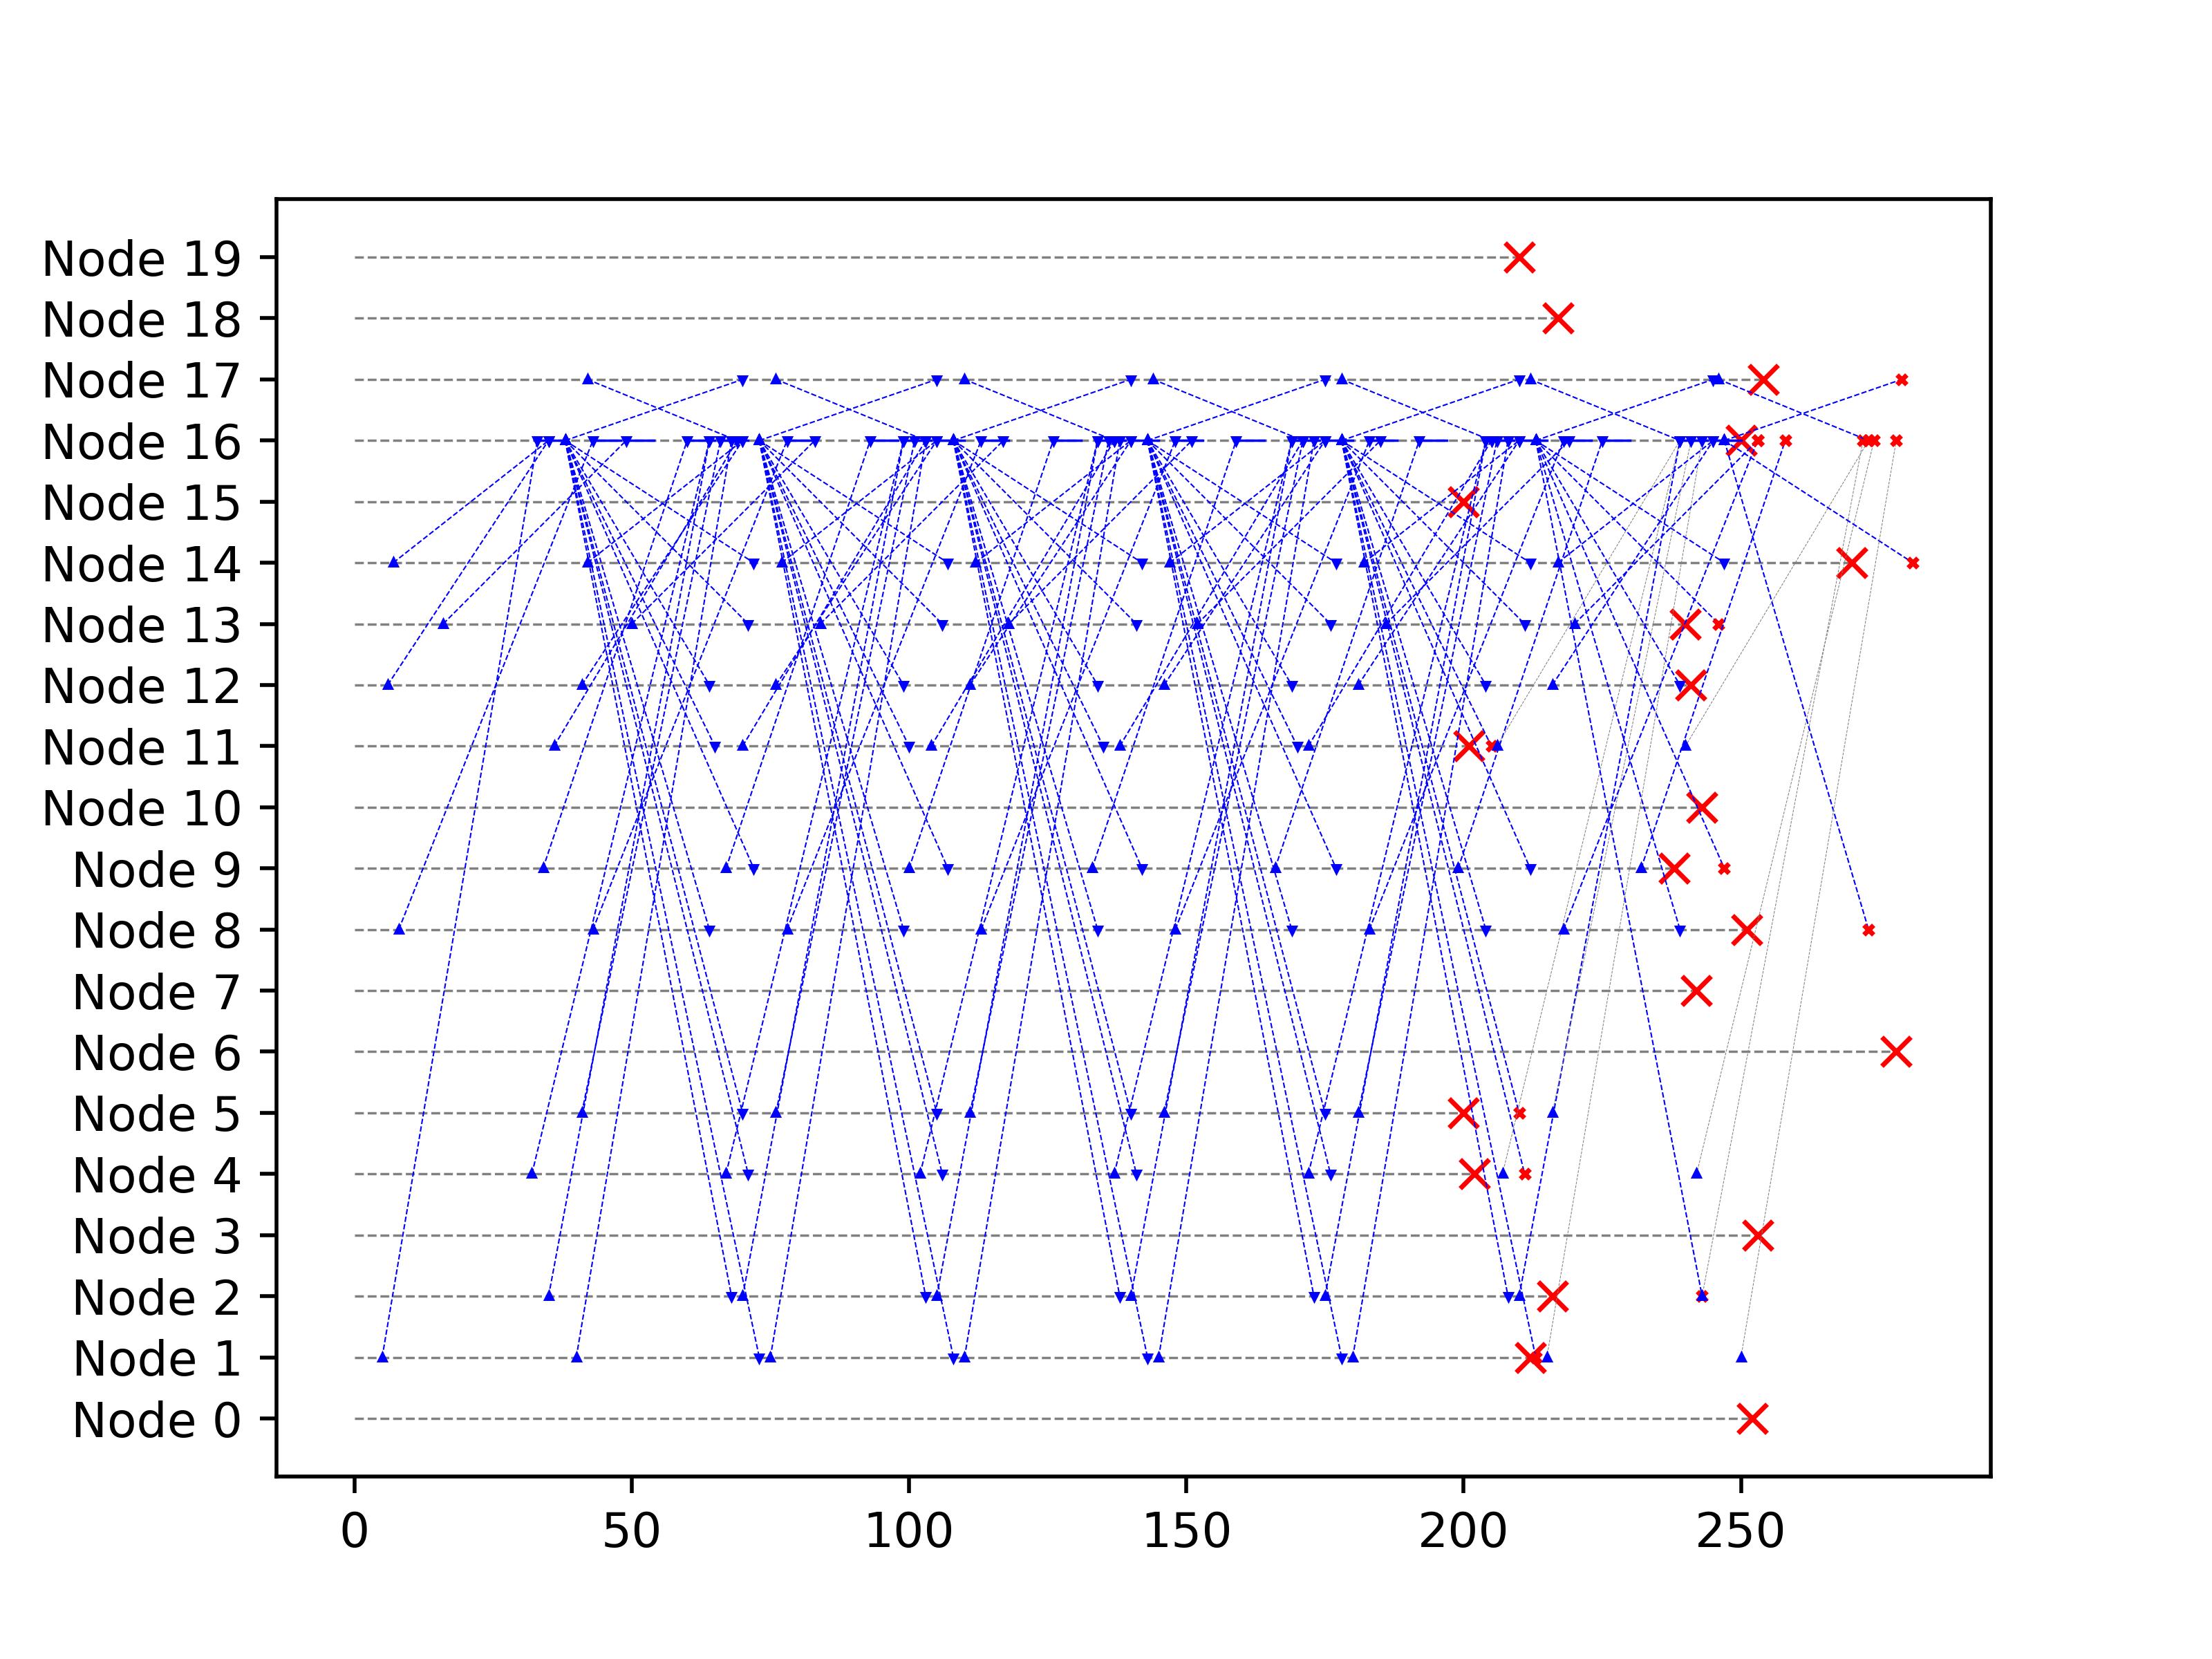 Node 19
Node 18
Node 17
Node 16
Node 15
Node 14
Node 13
Node 12
Node 11
Node 10
Node 9
Node 8
Node 7
Node 6
Node 5
Node 4
Node 3
Node 2
Node 1
Node 0
0 50 100 150 200 250